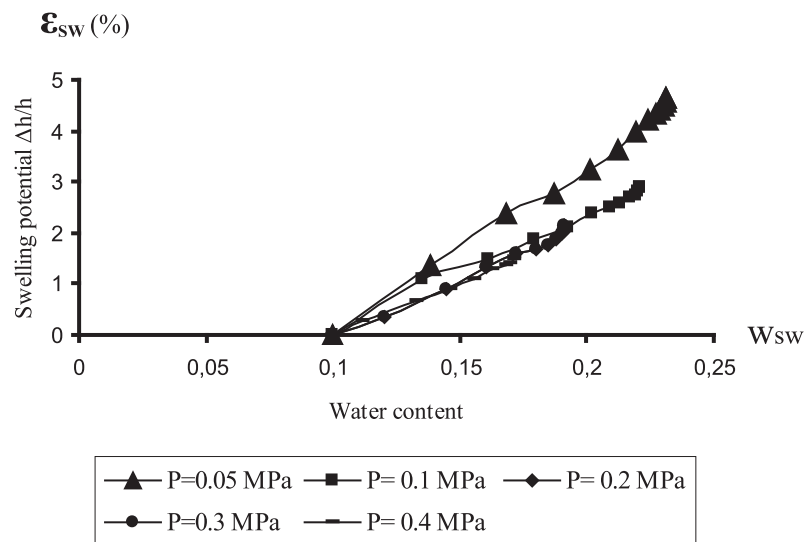 εsw (%)
Swelling potential Δh/h
5
4
3
2
1
0
0 0,05 0,1 0,15 0,2 0,25
wsw
Water content
P=0.05 MPa P= 0.1 MPa P= 0.2 MPa
P=0.3 MPa P= 0.4 MPa